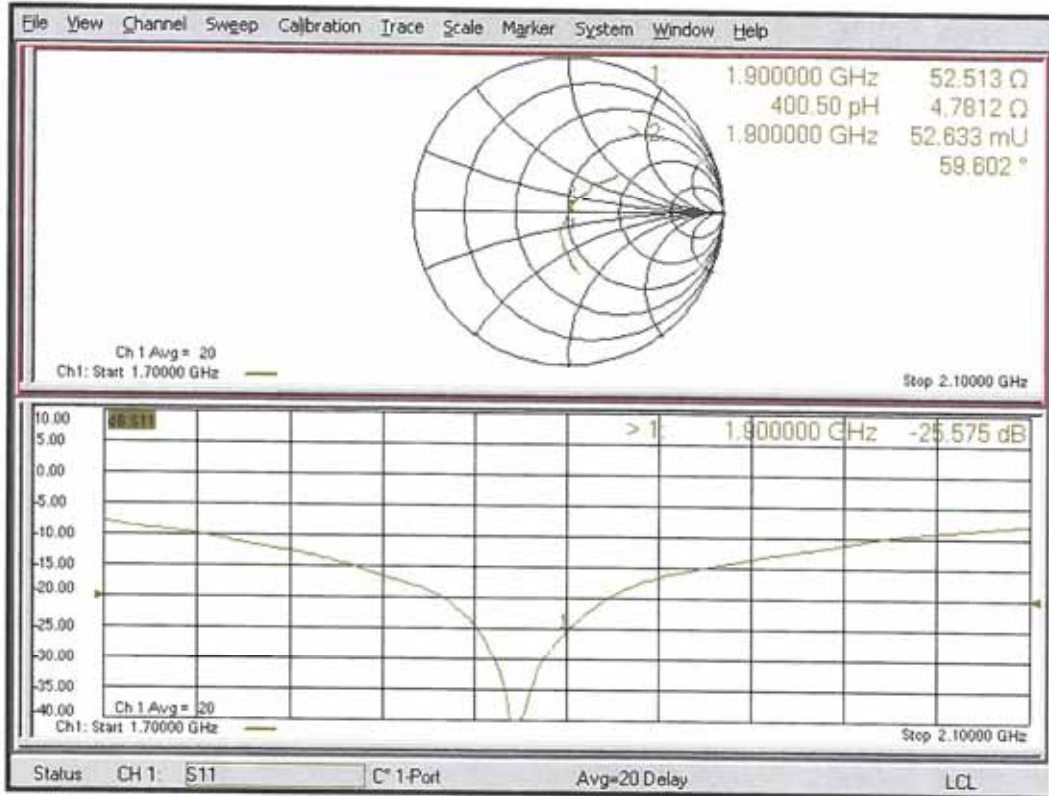 File View Channel Sweep Calibration Trace Scale Marker System Window Help
1: 1.900000 GHz 52.513 Ω
400.50 pH 4.7812 Ω
> 2: 1.900000 GHz 52.633 mU
59.602 °
Ch 1 Avg = 20
Ch1: Start 1.70000 GHz
Stop 2.10000 GHz
10.00
dB S11
> 1: 1.900000 GHz -25.575 dB
5.00
0.00
-5.00
-10.00
-15.00
-20.00
-25.00
1
-30.00
-35.00
-40.00
Ch 1 Avg = 20
Ch1: Start 1.70000 GHz
Stop 2.10000 GHz
Status CH 1: S11 C* 1-Port Avg=20 Delay LCL